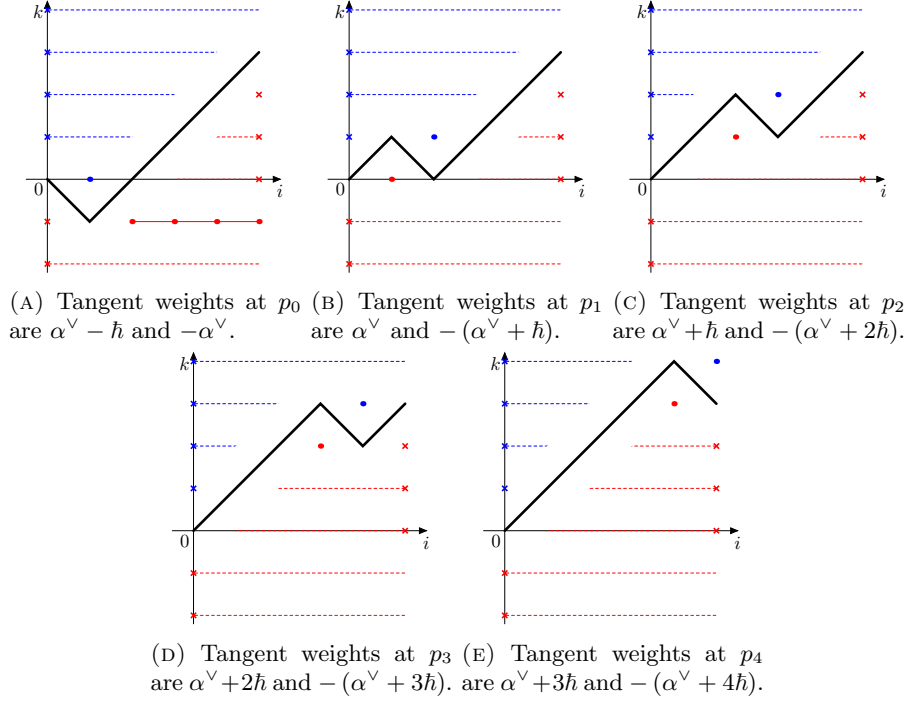 k k k
0 i 0 i 0 i
(A) Tangent weights at p₀ (B) Tangent weights at p₁ (C) Tangent weights at p₂
are α^∨ − ℏ and −α^∨. are α^∨ and − (α^∨ + ℏ). are α^∨+ℏ and − (α^∨ + 2ℏ).
k k
0 i 0 i
(D) Tangent weights at p₃ (E) Tangent weights at p₄
are α^∨+2ℏ and − (α^∨ + 3ℏ). are α^∨+3ℏ and − (α^∨ + 4ℏ).